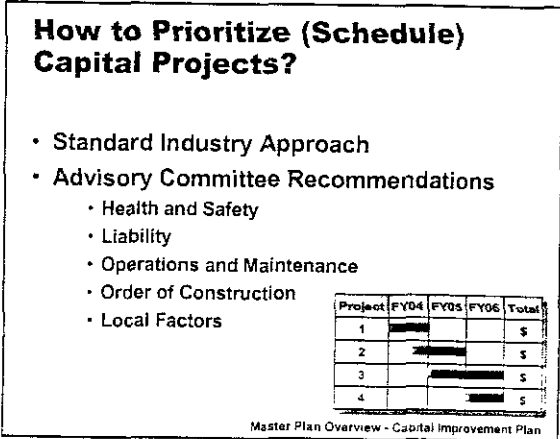 How to Prioritize (Schedule)
Capital Projects?
• Standard Industry Approach
• Advisory Committee Recommendations
• Health and Safety
• Liability
• Operations and Maintenance
• Order of Construction
• Local Factors
Project FY04 FY05 FY06 Total
1 $
2 $
3 $
4 $
Master Plan Overview - Capital Improvement Plan